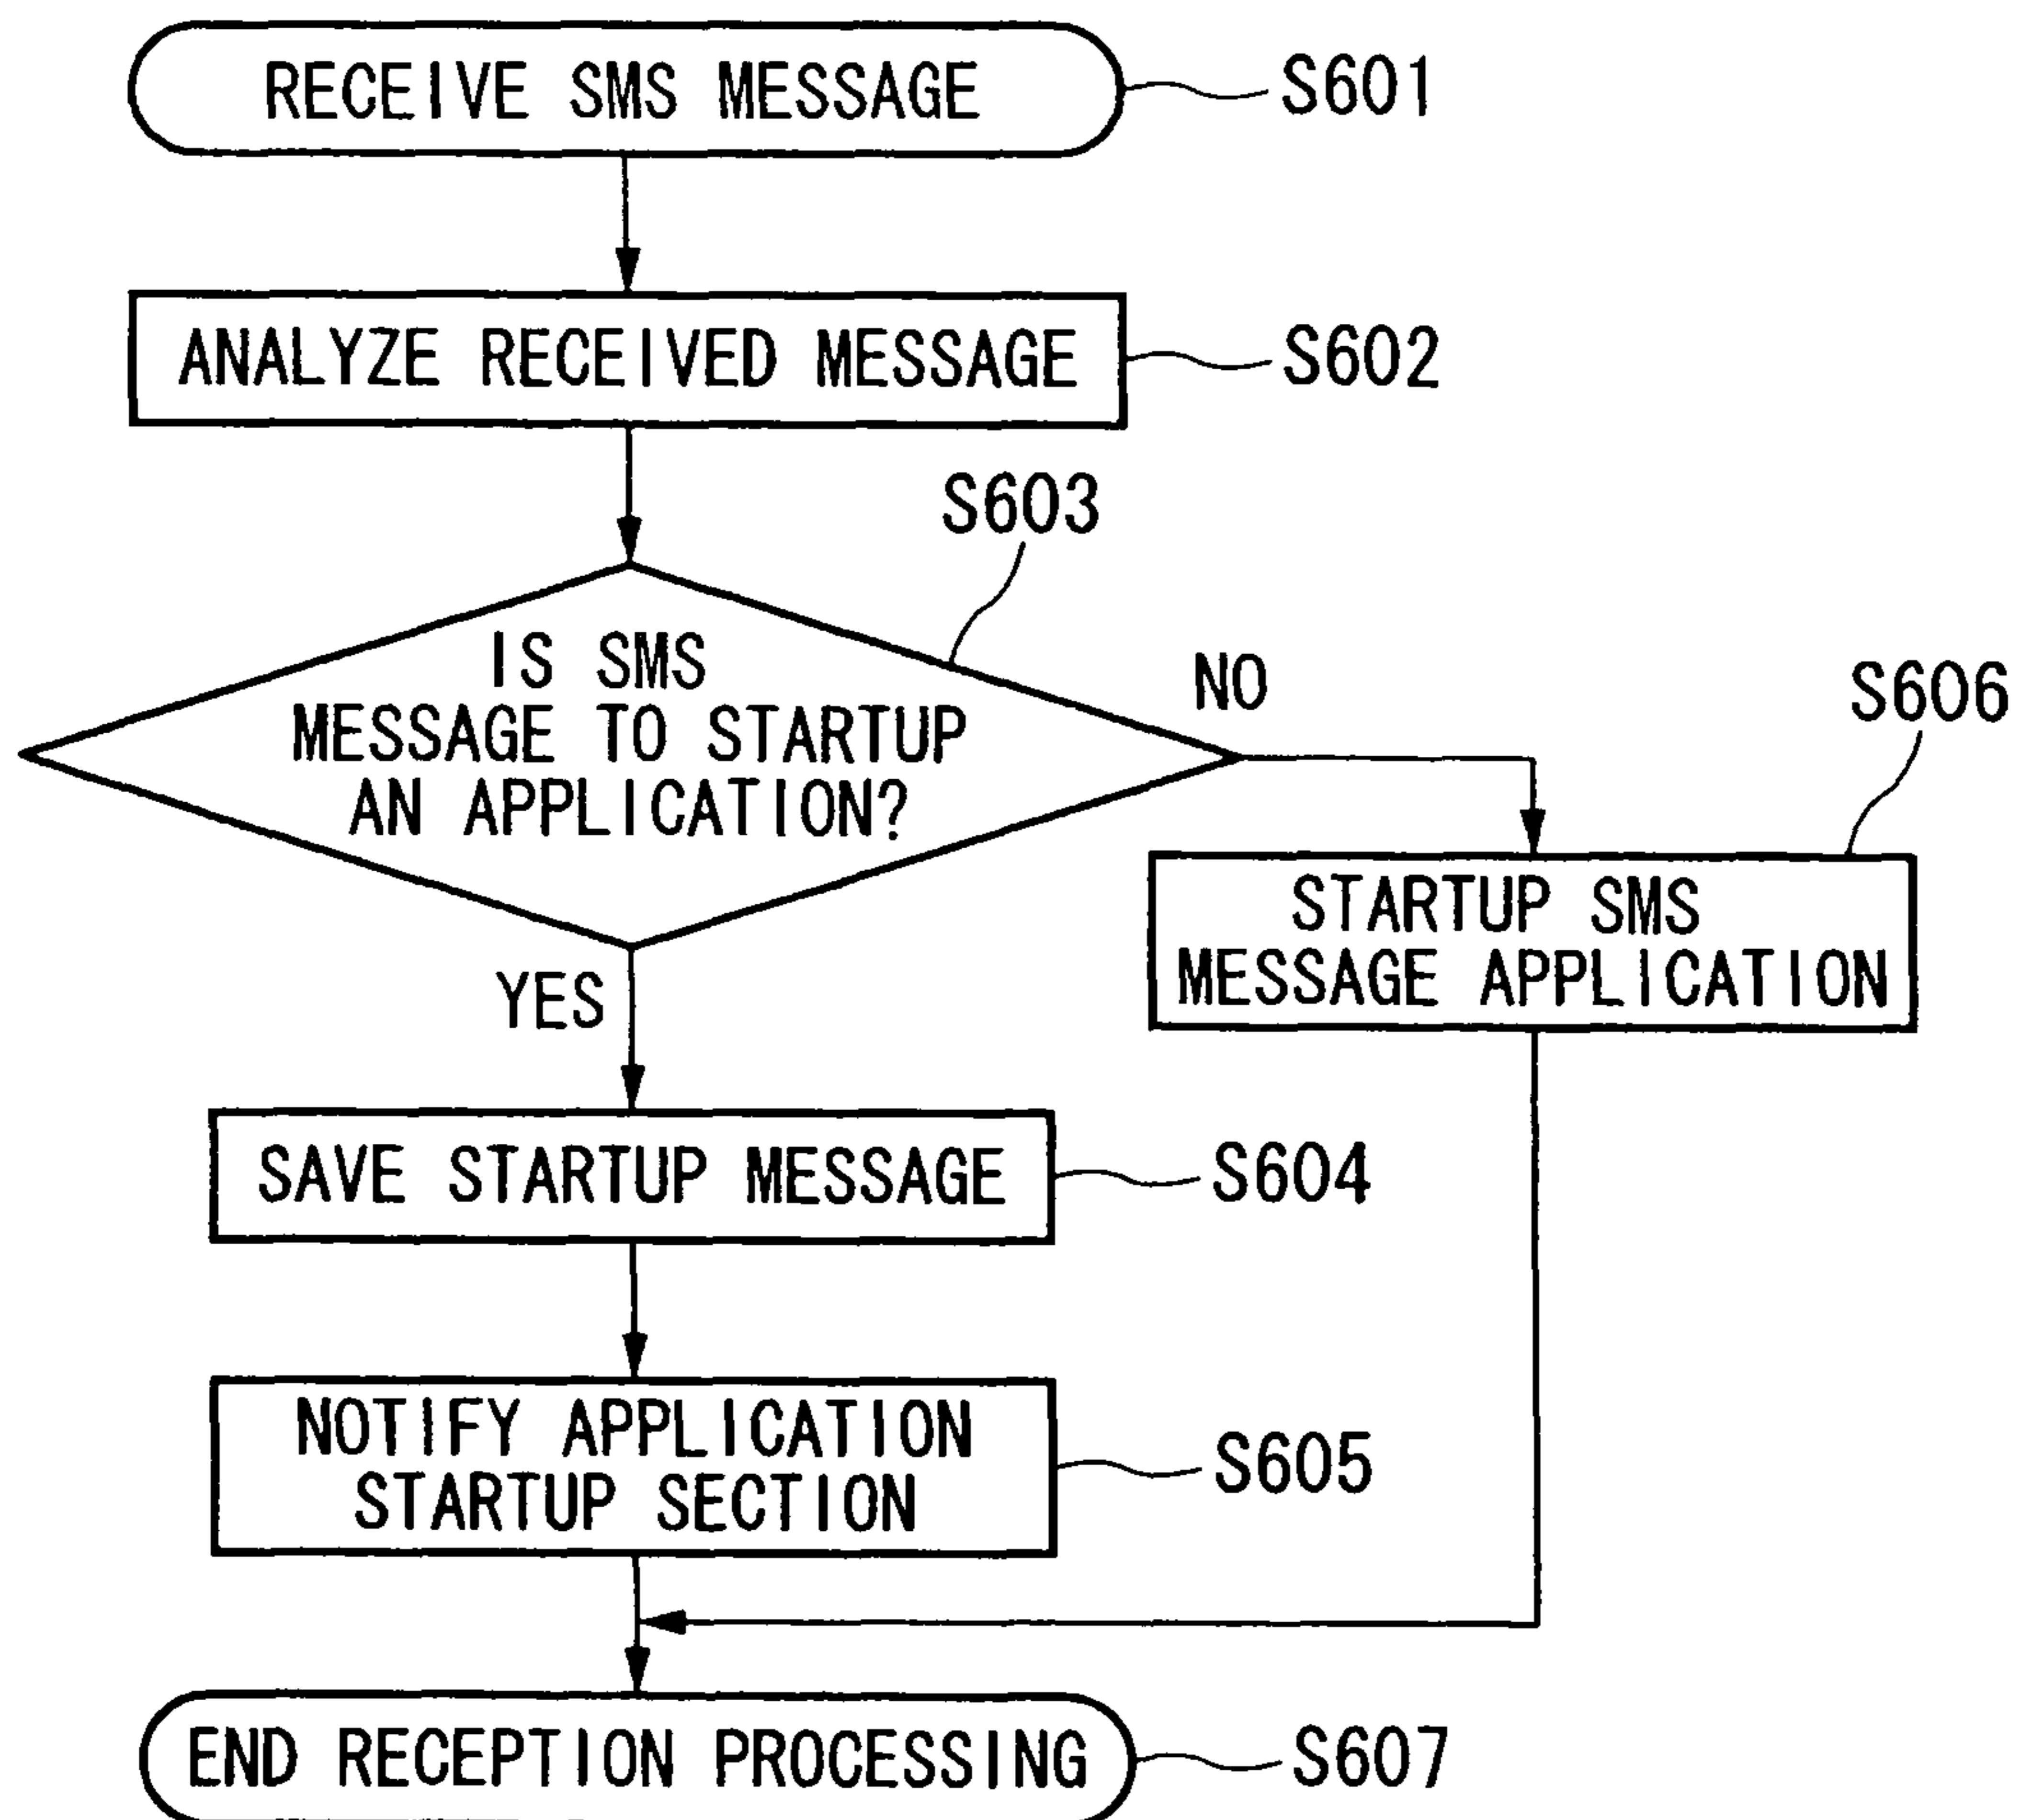 RECEIVE SMS MESSAGE
S601
ANALYZE RECEIVED MESSAGE
S602
S603
IS SMS
MESSAGE TO STARTUP
AN APPLICATION?
NO
S606
STARTUP SMS
MESSAGE APPLICATION
YES
SAVE STARTUP MESSAGE
S604
NOTIFY APPLICATION
STARTUP SECTION
S605
END RECEPTION PROCESSING
S607